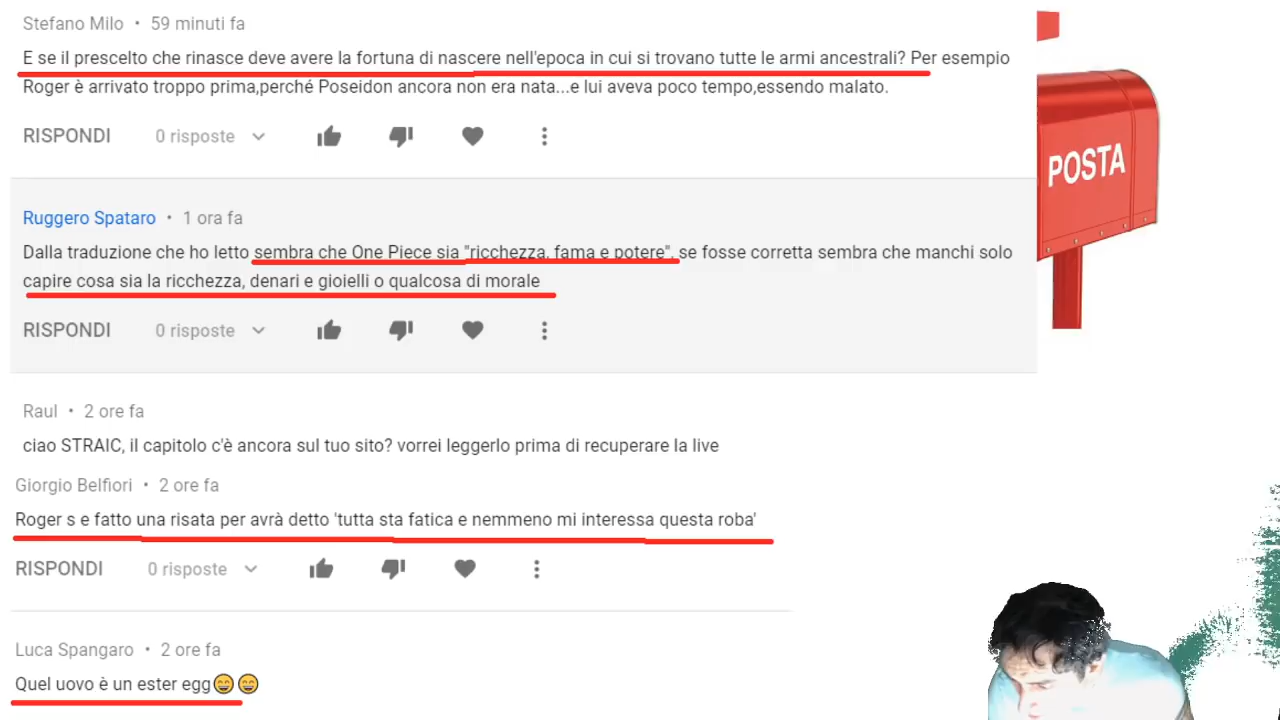 Stefano Milo • 59 minuti fa
E se il prescelto che rinasce deve avere la fortuna di nascere nell'epoca in cui si trovano tutte le armi ancestrali? Per esempio
Roger è arrivato troppo prima,perché Poseidon ancora non era nata...e lui aveva poco tempo,essendo malato.
RISPONDI 0 risposte
POSTA
Ruggero Spataro • 1 ora fa
Dalla traduzione che ho letto sembra che One Piece sia "ricchezza, fama e potere", se fosse corretta sembra che manchi solo
capire cosa sia la ricchezza, denari e gioielli o qualcosa di morale
RISPONDI 0 risposte
Raul • 2 ore fa
ciao STRAIC, il capitolo c'è ancora sul tuo sito? vorrei leggerlo prima di recuperare la live
Giorgio Belfiori • 2 ore fa
Roger s e fatto una risata per avrà detto 'tutta sta fatica e nemmeno mi interessa questa roba'
RISPONDI 0 risposte
Luca Spangaro • 2 ore fa
Quel uovo è un ester egg😄😄